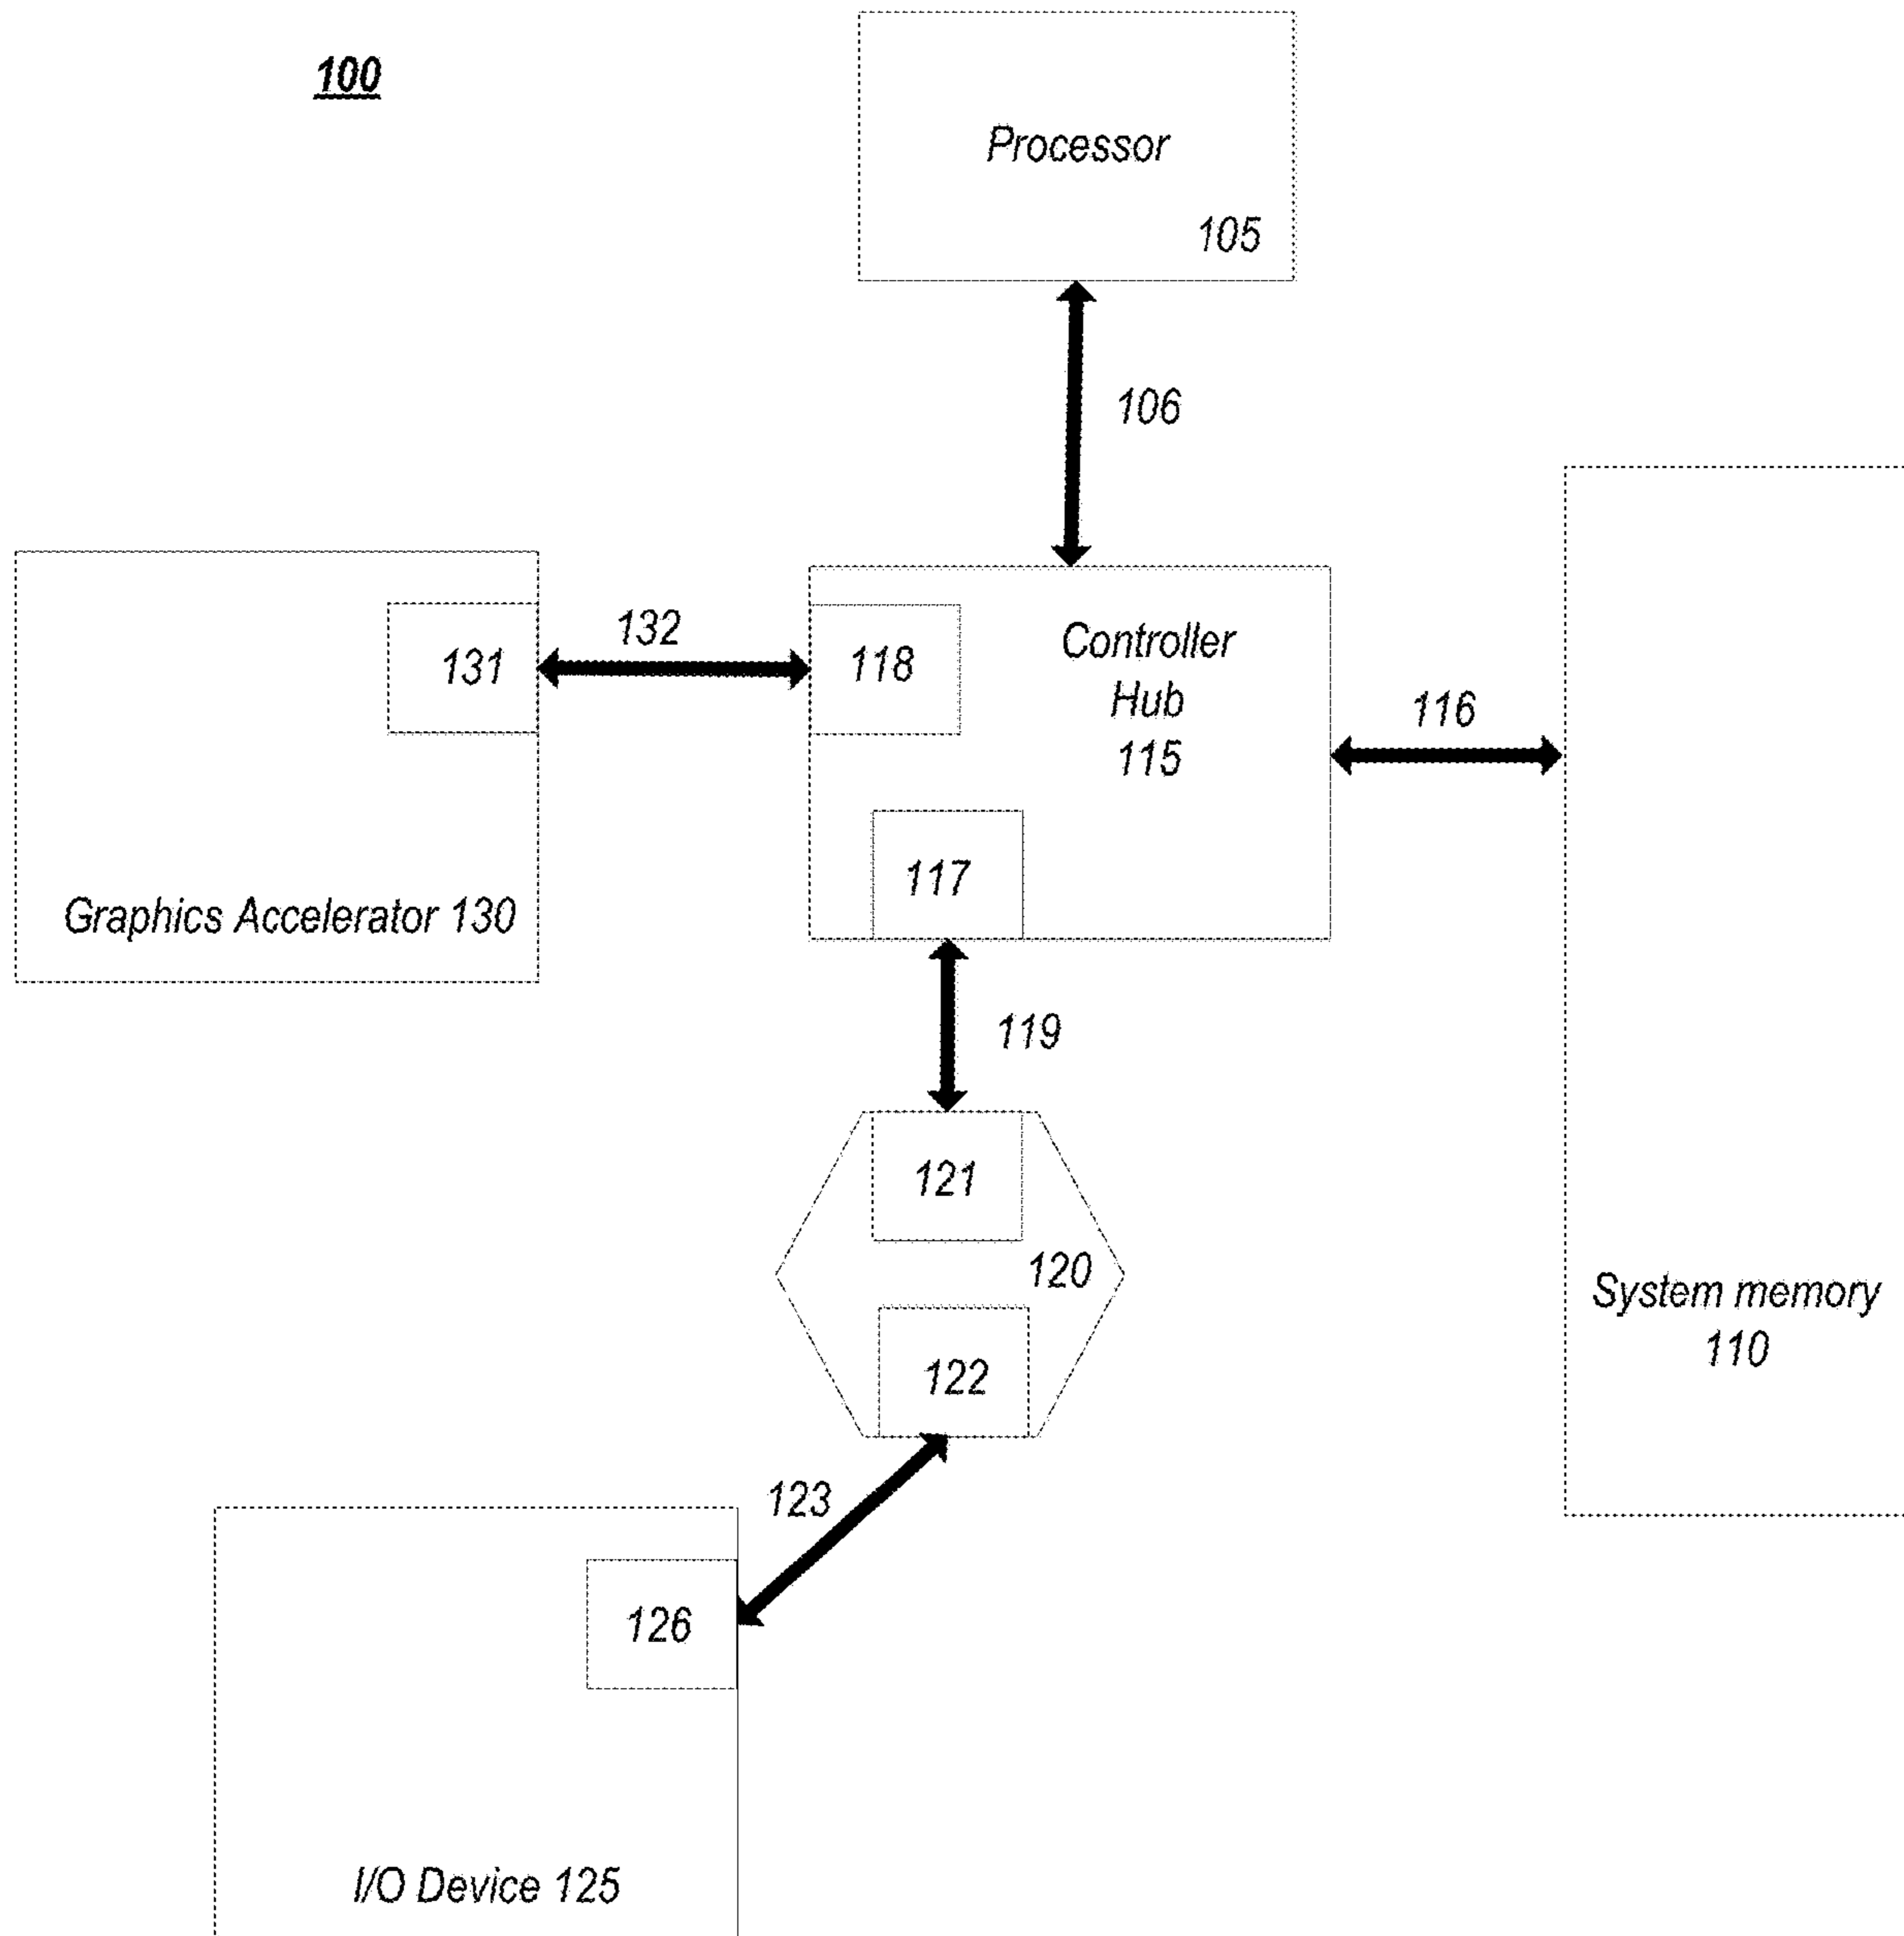 100
Processor
105
106
132
131
118
Controller
Hub
115
116
117
Graphics Accelerator 130
119
121
120
System memory
110
122
123
126
I/O Device 125